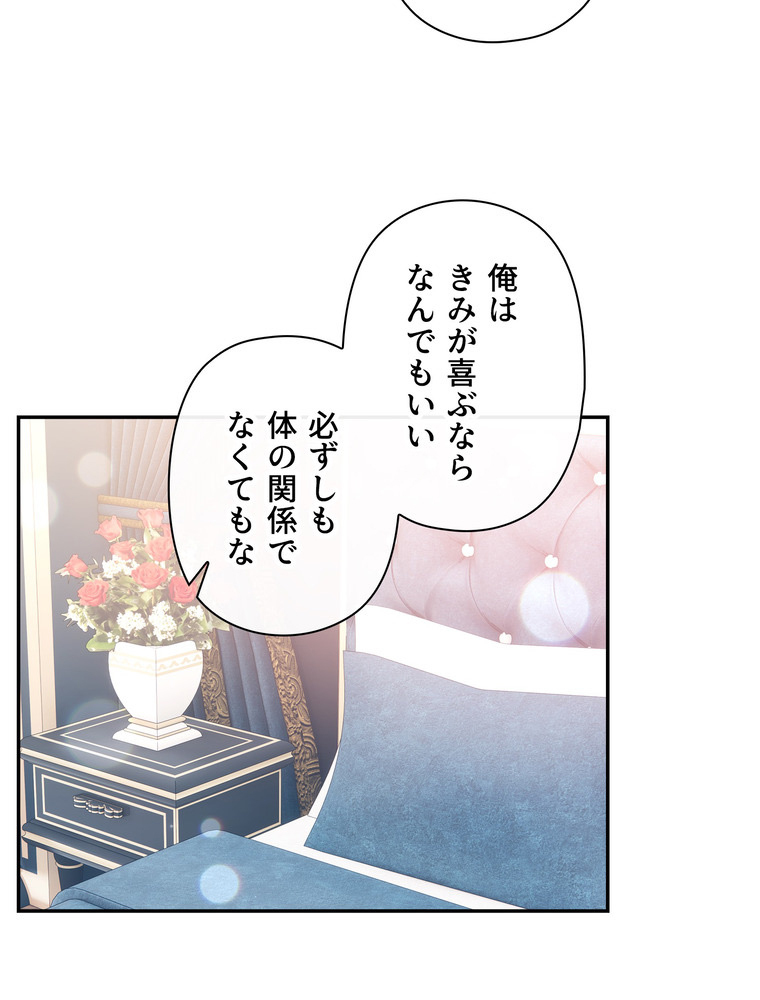 俺は
きみが喜ぶなら
なんでもいい
必ずしも
体の関係で
なくてもな